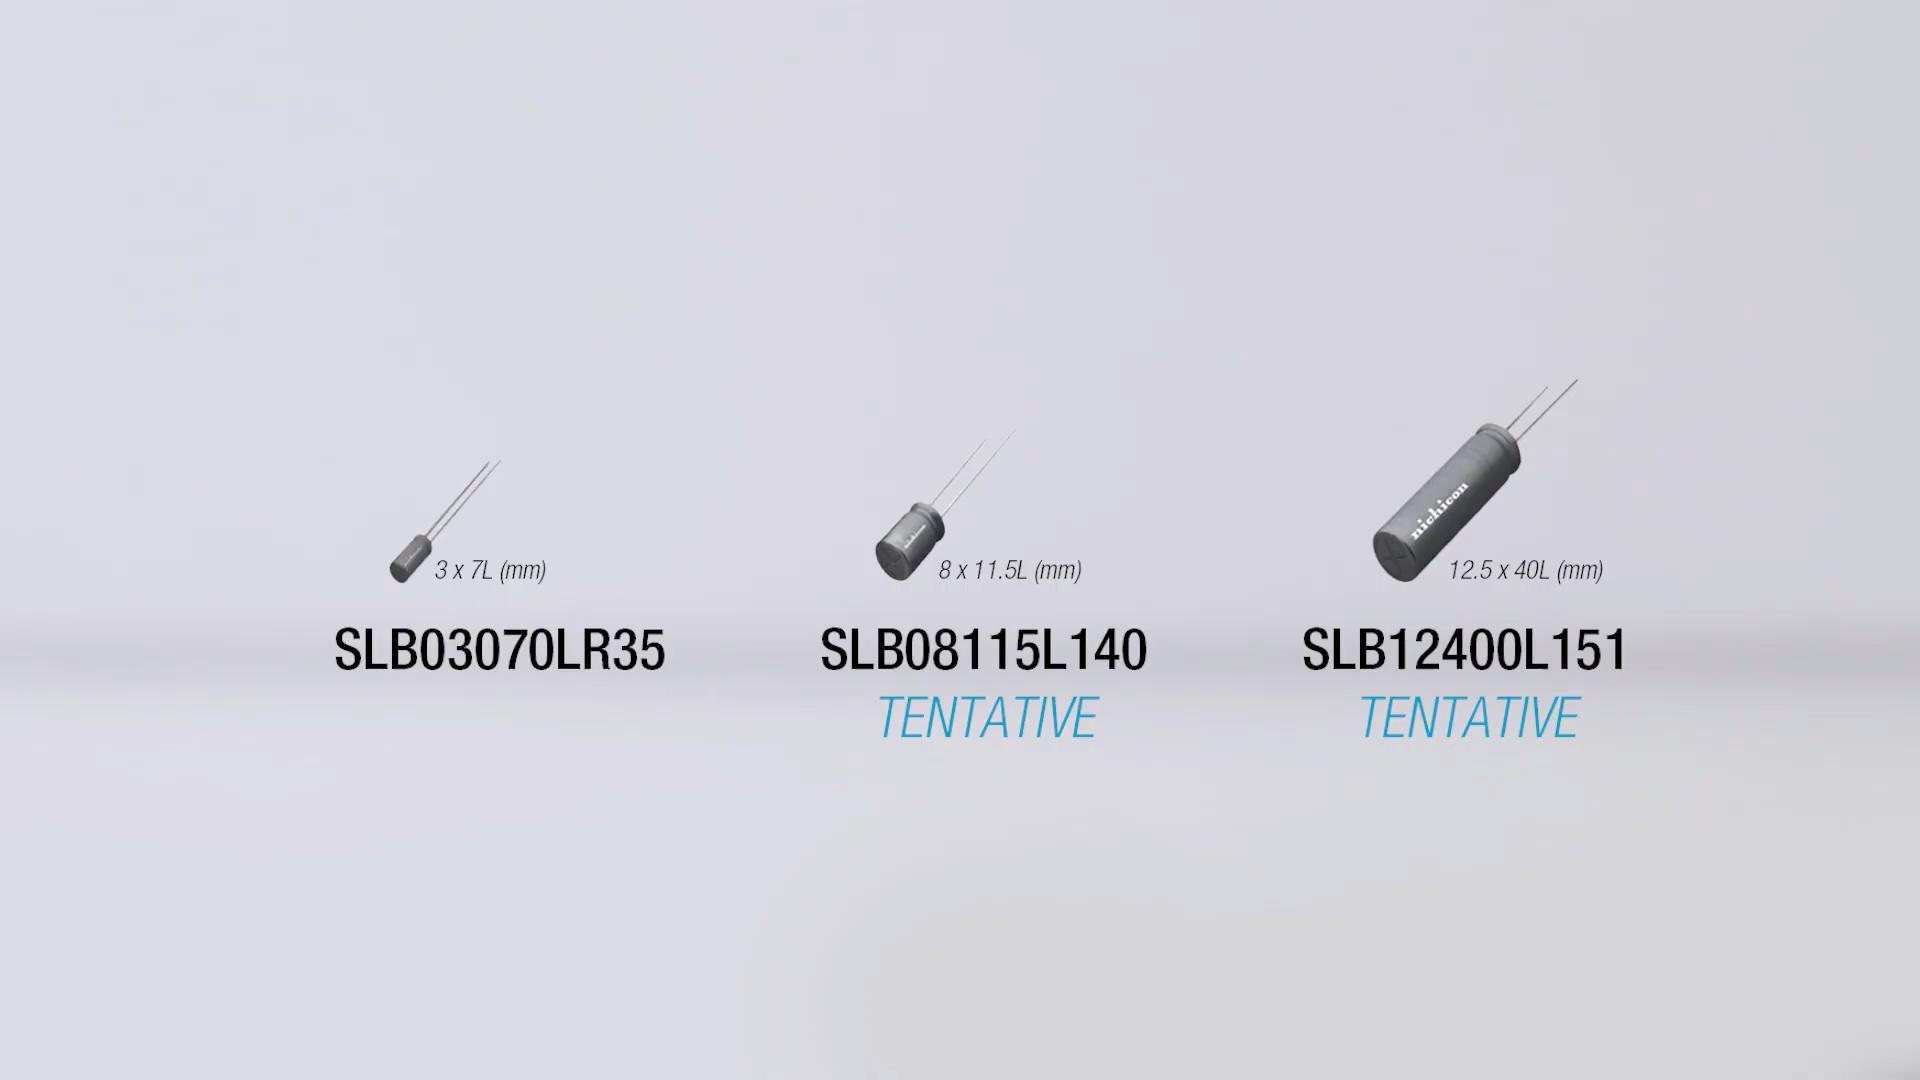 nichicon
3 x 7L (mm)
8 x 11.5L (mm)
12.5 x 40L (mm)
SLB03070LR35
SLB08115L140
SLB12400L151
TENTATIVE
TENTATIVE